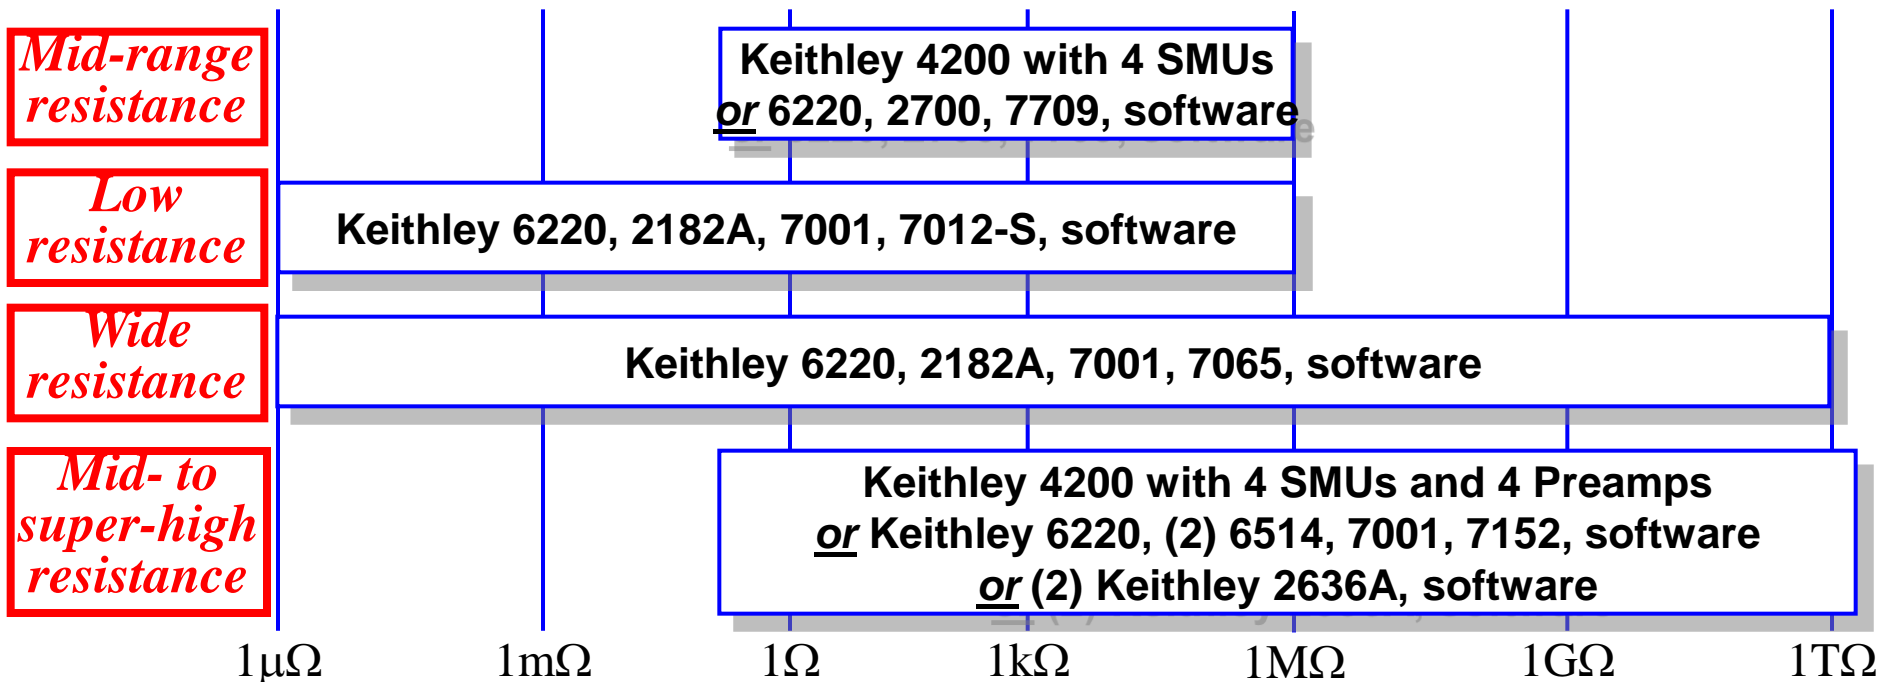 Mid-range
resistance
Keithley 4200 with 4 SMUs
or 6220, 2700, 7709, software
Low
resistance
Keithley 6220, 2182A, 7001, 7012-S, software
Wide
resistance
Keithley 6220, 2182A, 7001, 7065, software
Mid- to
super-high
resistance
Keithley 4200 with 4 SMUs and 4 Preamps
or Keithley 6220, (2) 6514, 7001, 7152, software
or (2) Keithley 2636A, software
1μΩ 1mΩ 1Ω 1kΩ 1MΩ 1GΩ 1TΩ